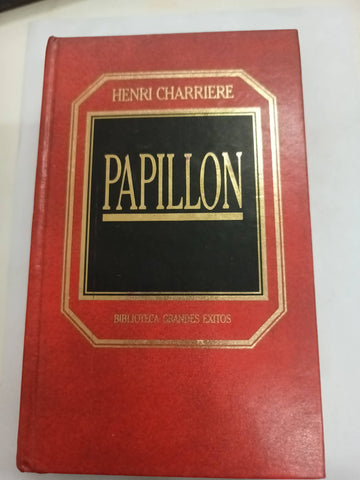 HENRI CHARRIERE
PAPILLON
BIBLIOTECA GRANDES EXITOS